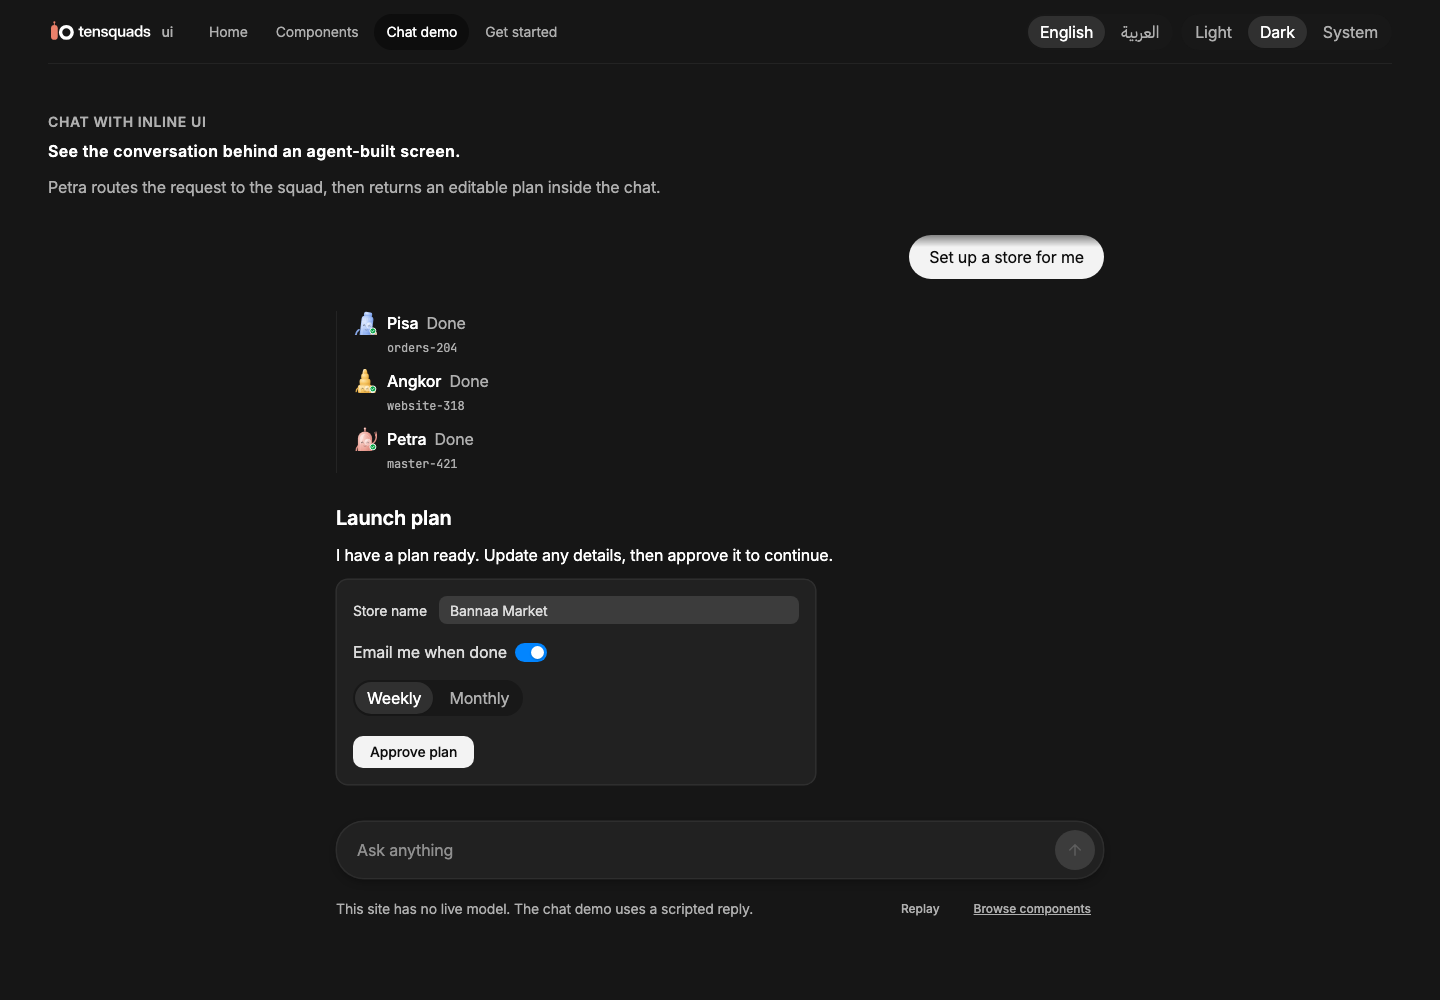 tensquads ui
Home
Components
Chat demo
Get started
English
العربية
Light
Dark
System
CHAT WITH INLINE UI
See the conversation behind an agent-built screen.
Petra routes the request to the squad, then returns an editable plan inside the chat.
Set up a store for me
Pisa Done
orders-204
Angkor Done
website-318
Petra Done
master-421
Launch plan
I have a plan ready. Update any details, then approve it to continue.
Store name Bannaa Market
Email me when done
Weekly Monthly
Approve plan
Ask anything
This site has no live model. The chat demo uses a scripted reply.
Replay
Browse components